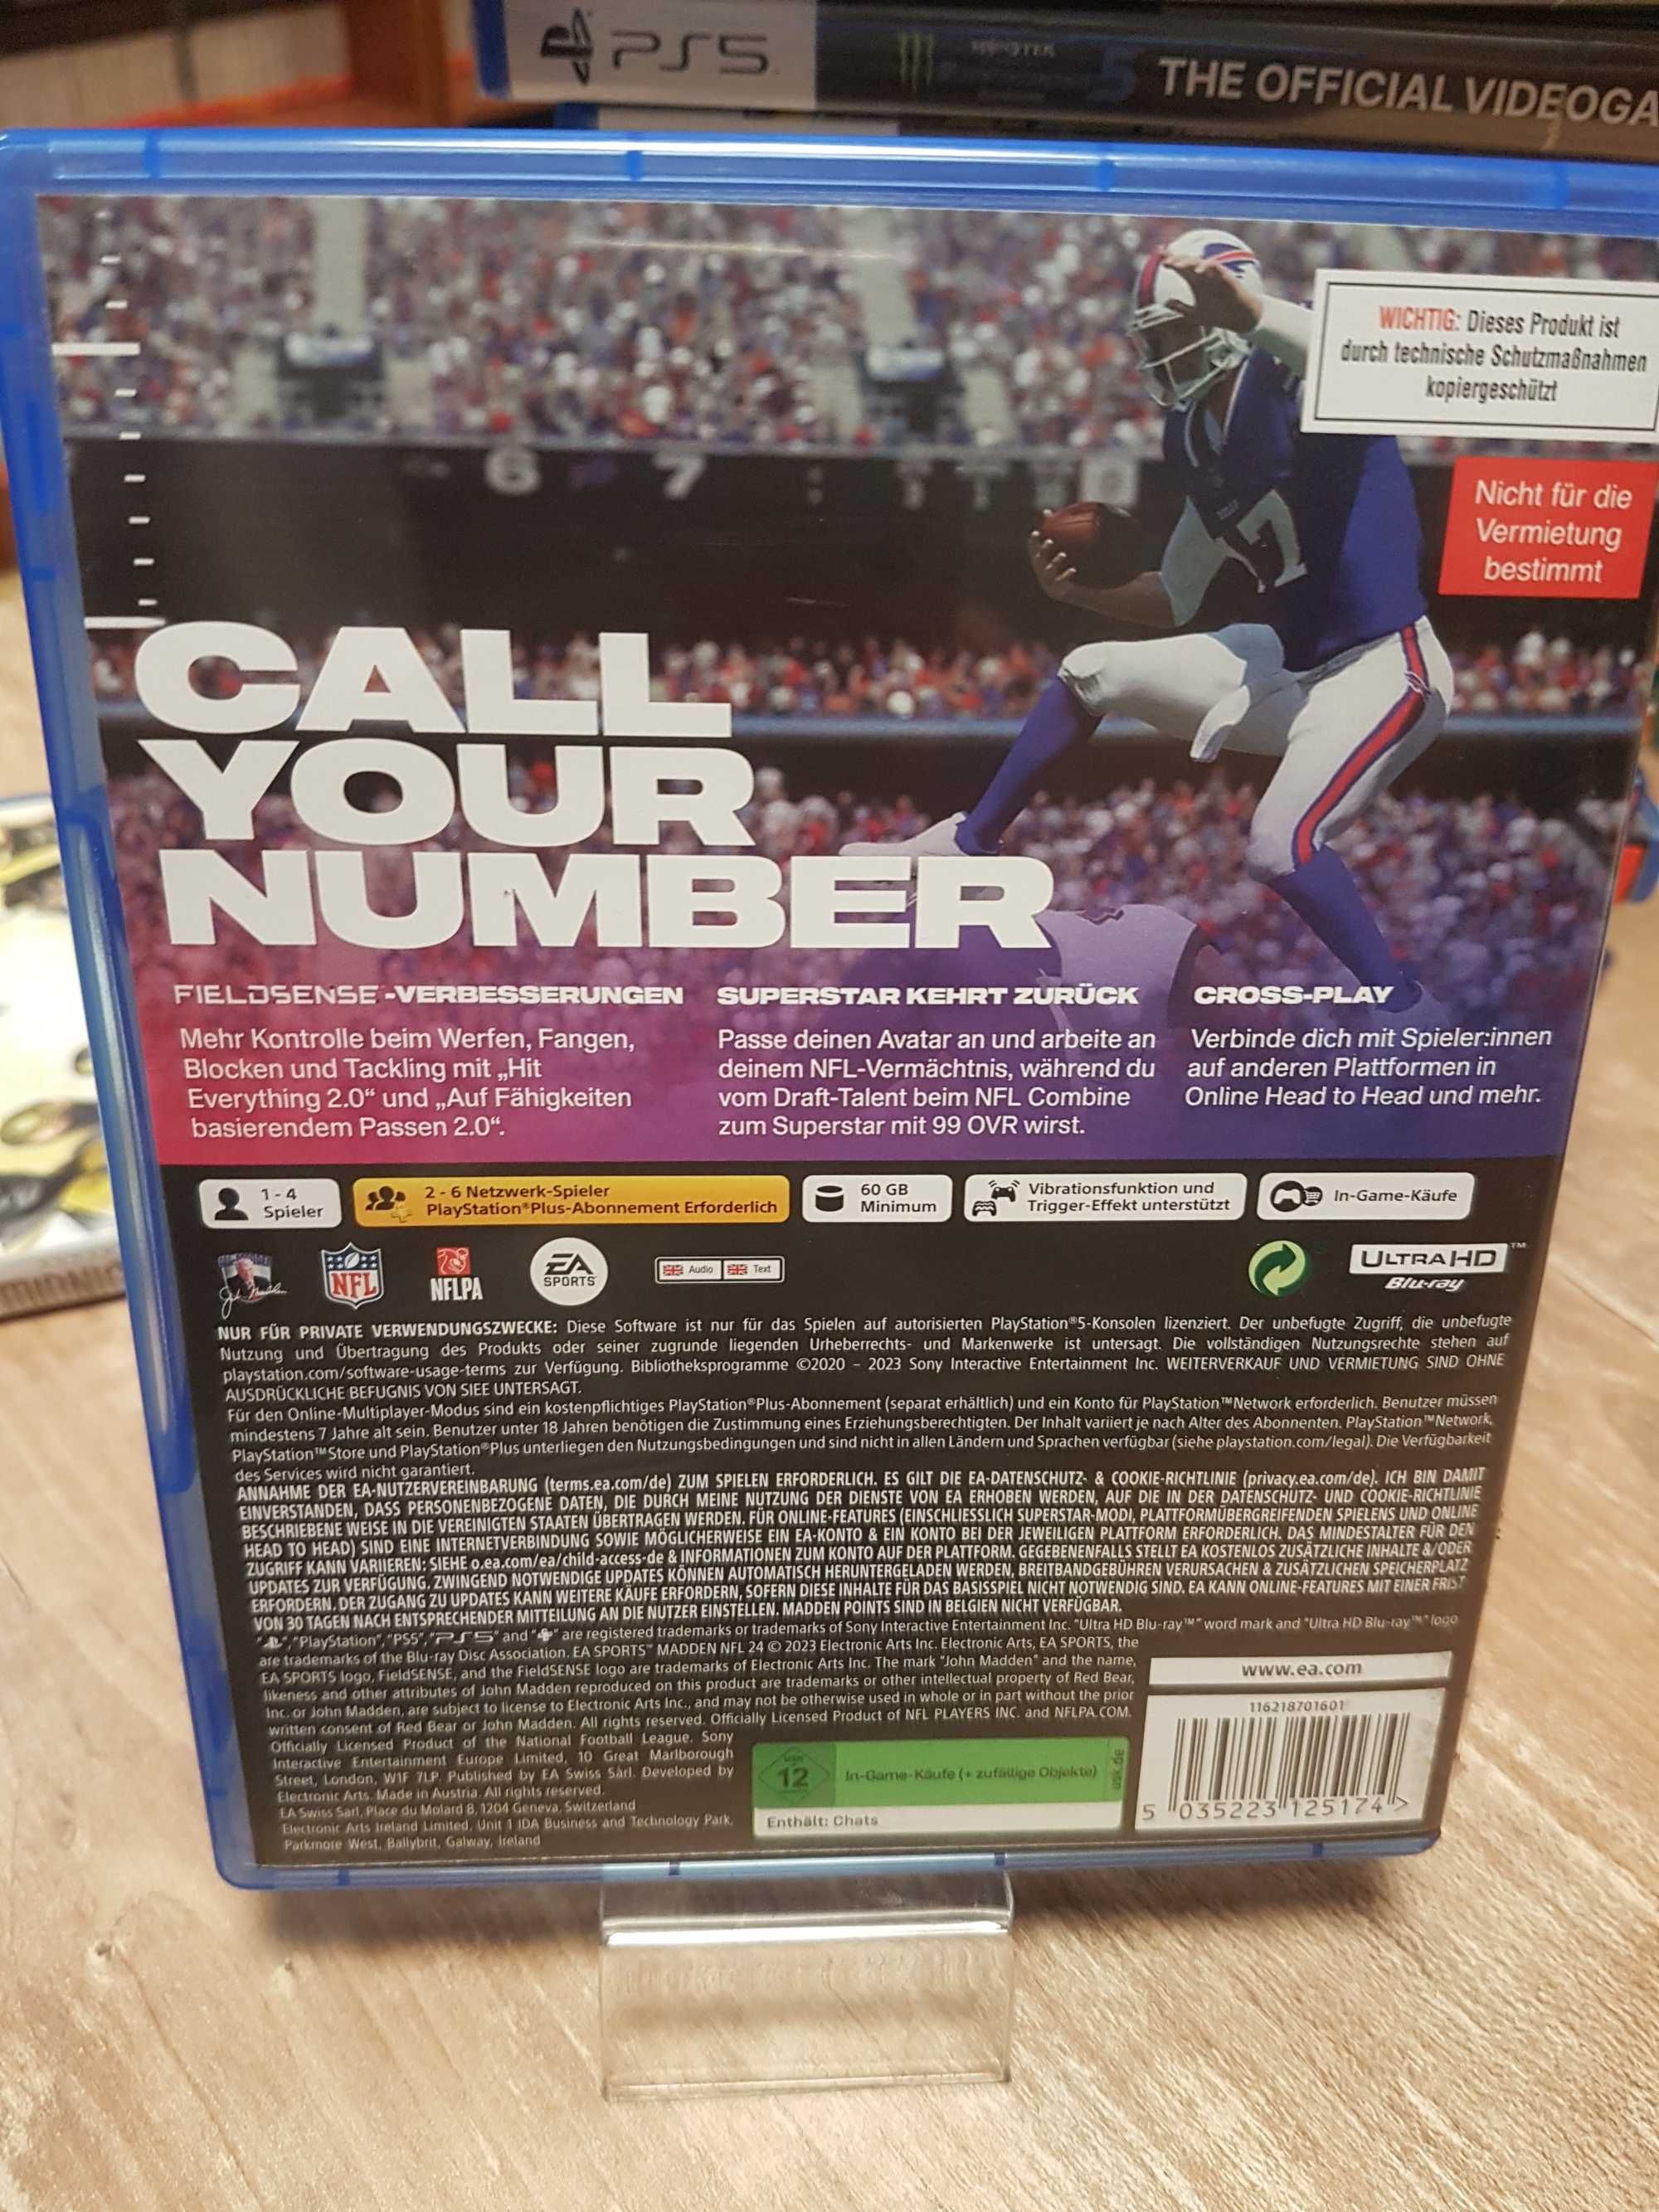 PS5
5 THE OFFICIAL VIDEOGA
6 7
WICHTIG: Dieses Produkt ist
durch technische Schutzmaßnahmen
kopiergeschützt
Nicht für die
Vermietung
bestimmt
17
CALL
YOUR
NUMBER
FIELDSENSE-VERBESSERUNGEN
Mehr Kontrolle beim Werfen, Fangen,
Blocken und Tackling mit „Hit
Everything 2.0“ und „Auf Fähigkeiten
basierendem Passen 2.0“.
SUPERSTAR KEHRT ZURÜCK
Passe deinen Avatar an und arbeite an
deinem NFL-Vermächtnis, während du
vom Draft-Talent beim NFL Combine
zum Superstar mit 99 OVR wirst.
CROSS-PLAY
Verbinde dich mit Spieler:innen
auf anderen Plattformen in
Online Head to Head und mehr.
1 - 4
Spieler
2 - 6 Netzwerk-Spieler
PlayStation®Plus-Abonnement Erforderlich
60 GB
Minimum
Vibrationsfunktion und
Trigger-Effekt unterstützt
In-Game-Käufe
NFL
NFLPA
EA
SPORTS
Audio Text
ULTRA HD™
Blu-ray
NUR FÜR PRIVATE VERWENDUNGSZWECKE: Diese Software ist nur für das Spielen auf autorisierten PlayStation®5-Konsolen lizenziert. Der unbefugte Zugriff, die unbefugte
Nutzung und Übertragung des Produkts oder seiner zugrunde liegenden Urheberrechts- und Markenwerke ist untersagt. Die vollständigen Nutzungsrechte stehen auf
playstation.com/software-usage-terms zur Verfügung. Bibliotheksprogramme ©2020 – 2023 Sony Interactive Entertainment Inc. WEITERVERKAUF UND VERMIETUNG SIND OHNE
AUSDRÜCKLICHE BEFUGNIS VON SIEE UNTERSAGT.
Für den Online-Multiplayer-Modus sind ein kostenpflichtiges PlayStation®Plus-Abonnement (separat erhältlich) und ein Konto für PlayStation™Network erforderlich. Benutzer müssen
mindestens 7 Jahre alt sein. Benutzer unter 18 Jahren benötigen die Zustimmung eines Erziehungsberechtigten. Der Inhalt variiert je nach Alter des Abonnenten. PlayStation™Network,
PlayStation™Store und PlayStation®Plus unterliegen den Nutzungsbedingungen und sind nicht in allen Ländern und Sprachen verfügbar (siehe playstation.com/legal). Die Verfügbarkeit
des Services wird nicht garantiert.
ANNAHME DER EA-NUTZERVEREINBARUNG (terms.ea.com/de) ZUM SPIELEN ERFORDERLICH. ES GILT DIE EA-DATENSCHUTZ- & COOKIE-RICHTLINIE (privacy.ea.com/de). ICH BIN DAMIT
EINVERSTANDEN, DASS PERSONENBEZOGENE DATEN, DIE DURCH MEINE NUTZUNG DER DIENSTE VON EA ERHOBEN WERDEN, AUF DIE IN DER DATENSCHUTZ- UND COOKIE-RICHTLINIE
BESCHRIEBENE WEISE IN DIE VEREINIGTEN STAATEN ÜBERTRAGEN WERDEN. FÜR ONLINE-FEATURES (EINSCHLIESSLICH SUPERSTAR-MODI, PLATTFORMÜBERGREIFENDEN SPIELENS UND ONLINE
HEAD TO HEAD) SIND EINE INTERNETVERBINDUNG SOWIE MÖGLICHERWEISE EIN EA-KONTO & EIN KONTO BEI DER JEWEILIGEN PLATTFORM ERFORDERLICH. DAS MINDESTALTER FÜR DEN
ZUGRIFF KANN VARIIEREN: SIEHE o.ea.com/ea/child-access-de & INFORMATIONEN ZUM KONTO AUF DER PLATTFORM. GEGEBENENFALLS STELLT EA KOSTENLOS ZUSÄTZLICHE INHALTE &/ODER
UPDATES ZUR VERFÜGUNG. ZWINGEND NOTWENDIGE UPDATES KÖNNEN AUTOMATISCH HERUNTERGELADEN WERDEN, BREITBANDGEBÜHREN VERURSACHEN & ZUSÄTZLICHEN SPEICHERPLATZ
ERFORDERN. DER ZUGANG ZU UPDATES KANN WEITERE KÄUFE ERFORDERN, SOFERN DIESE INHALTE FÜR DAS BASISSPIEL NICHT NOTWENDIG SIND. EA KANN ONLINE-FEATURES MIT EINER FRIST
VON 30 TAGEN NACH ENTSPRECHENDER MITTEILUNG AN DIE NUTZER EINSTELLEN. MADDEN POINTS SIND IN BELGIEN NICHT VERFÜGBAR.
"PlayStation", "PS5", "PS5" and " " are registered trademarks or trademarks of Sony Interactive Entertainment Inc. "Ultra HD Blu-ray™" word mark and "Ultra HD Blu-ray™" logo
are trademarks of the Blu-ray Disc Association. EA SPORTS™ MADDEN NFL 24 © 2023 Electronic Arts Inc. Electronic Arts, EA SPORTS, the
EA SPORTS logo, FieldSENSE, and the FieldSENSE logo are trademarks of Electronic Arts Inc. The mark "John Madden" and the name,
likeness and other attributes of John Madden reproduced on this product are trademarks or other intellectual property of Red Bear,
Inc. or John Madden, are subject to license to Electronic Arts Inc., and may not be otherwise used in whole or in part without the prior
written consent of Red Bear or John Madden. All rights reserved. Officially Licensed Product of NFL PLAYERS INC. and NFLPA.COM.
Officially Licensed Product of the National Football League. Sony
Interactive Entertainment Europe Limited, 10 Great Marlborough
Street, London, W1F 7LP. Published by EA Swiss Sàrl. Developed by
Electronic Arts. Made in Austria. All rights reserved.
EA Swiss Sàrl, Place du Molard 8, 1204 Geneva, Switzerland
Electronic Arts Ireland Limited, Unit 1 IDA Business and Technology Park,
Parkmore West, Ballybrit, Galway, Ireland
USK
12
In-Game-Käufe (+ zufällige Objekte)
usk.de
Enthält: Chats
www.ea.com
116218701601
5 035223 125174 >